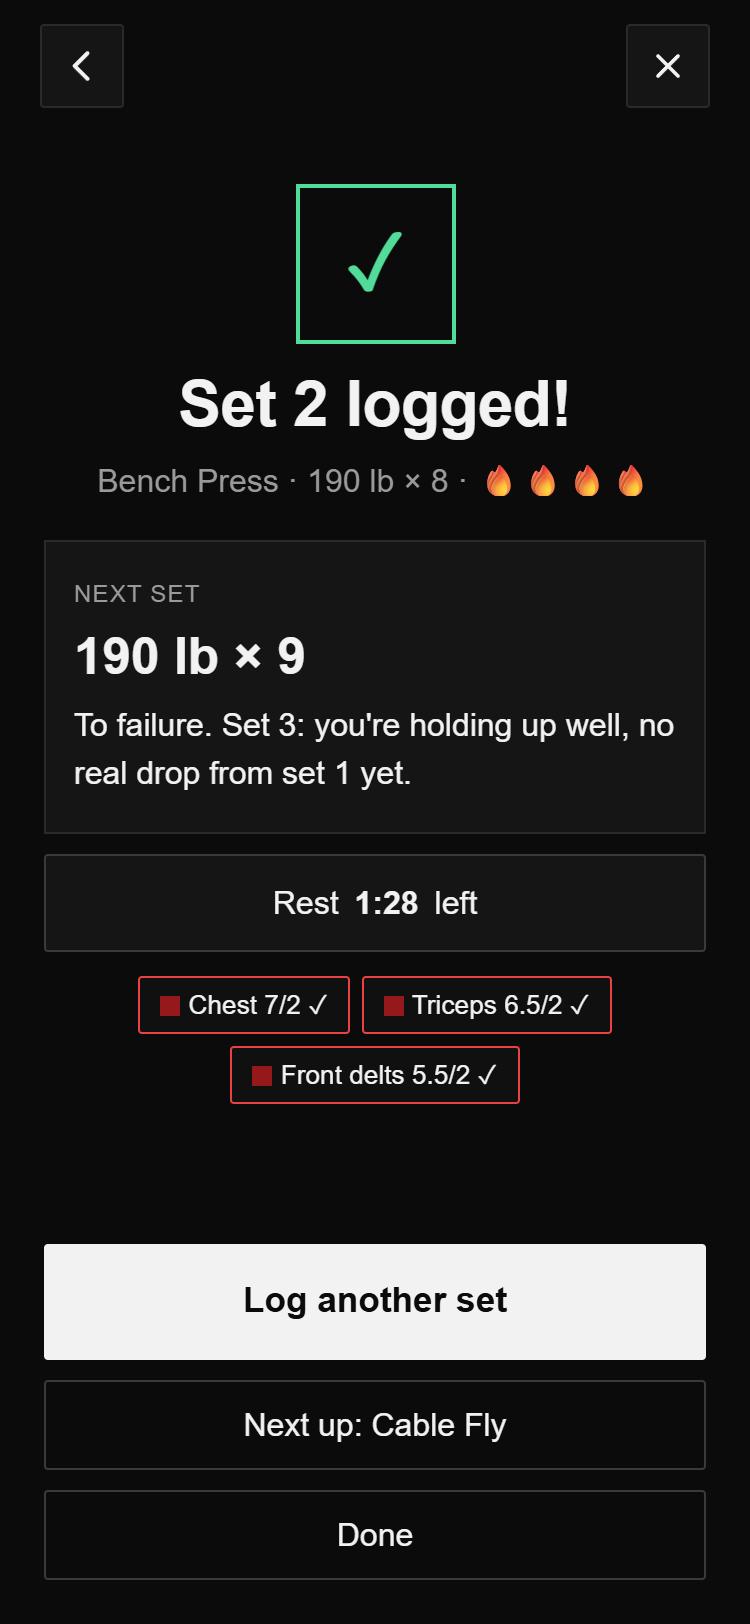 ✓
Set 2 logged!
Bench Press · 190 lb × 8 · 🔥 🔥 🔥 🔥
NEXT SET
190 lb × 9
To failure. Set 3: you're holding up well, no
real drop from set 1 yet.
Rest 1:28 left
Chest 7/2 ✓ Triceps 6.5/2 ✓
Front delts 5.5/2 ✓
Log another set
Next up: Cable Fly
Done